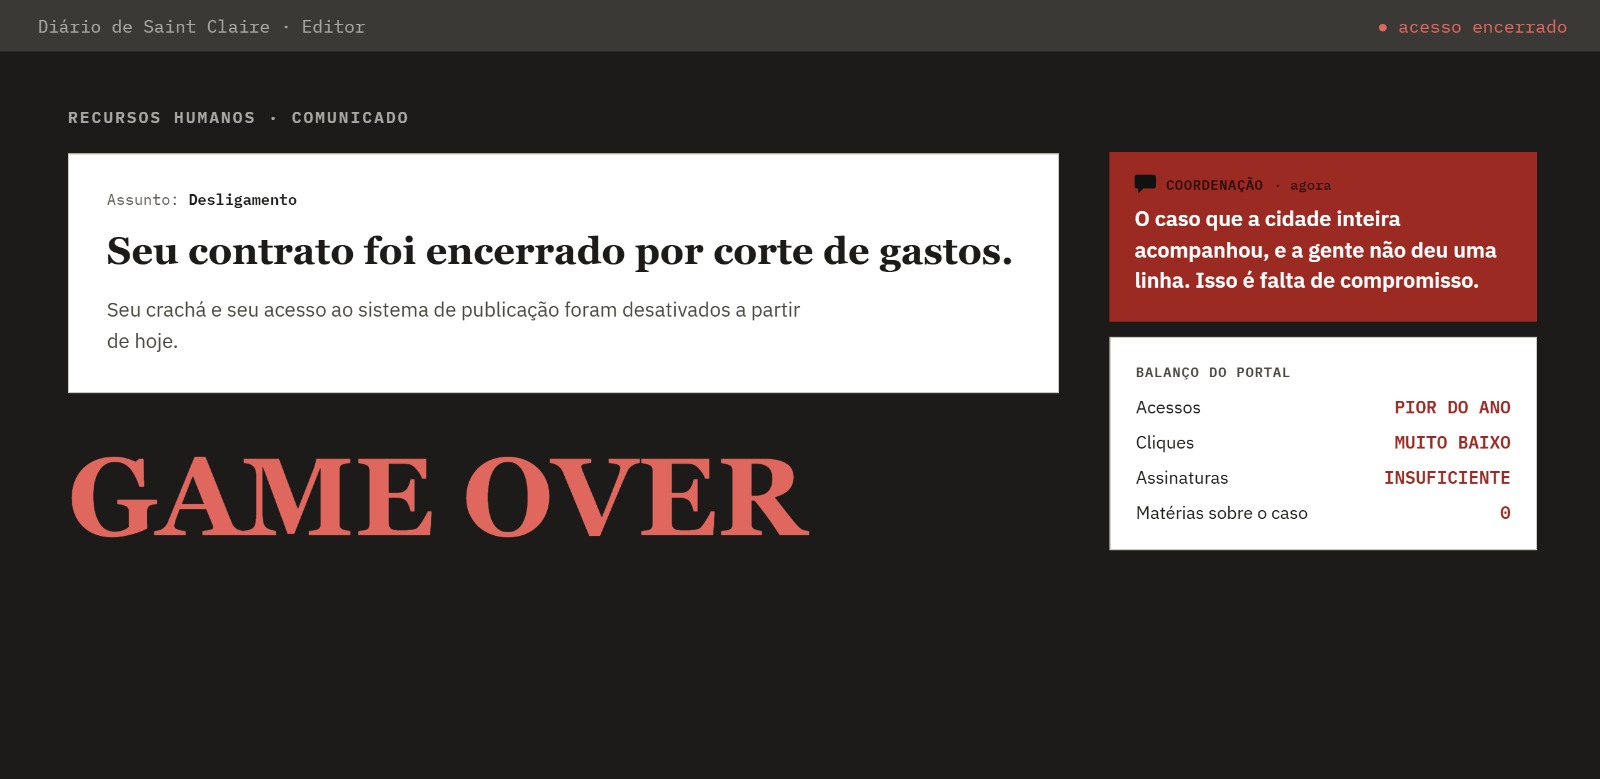 Diário de Saint Claire · Editor
● acesso encerrado
RECURSOS HUMANOS · COMUNICADO
Assunto: Desligamento
Seu contrato foi encerrado por corte de gastos.
Seu crachá e seu acesso ao sistema de publicação foram desativados a partir
de hoje.
GAME OVER
COORDENAÇÃO · agora
O caso que a cidade inteira
acompanhou, e a gente não deu uma
linha. Isso é falta de compromisso.
BALANÇO DO PORTAL
Acessos PIOR DO ANO
Cliques MUITO BAIXO
Assinaturas INSUFICIENTE
Matérias sobre o caso 0